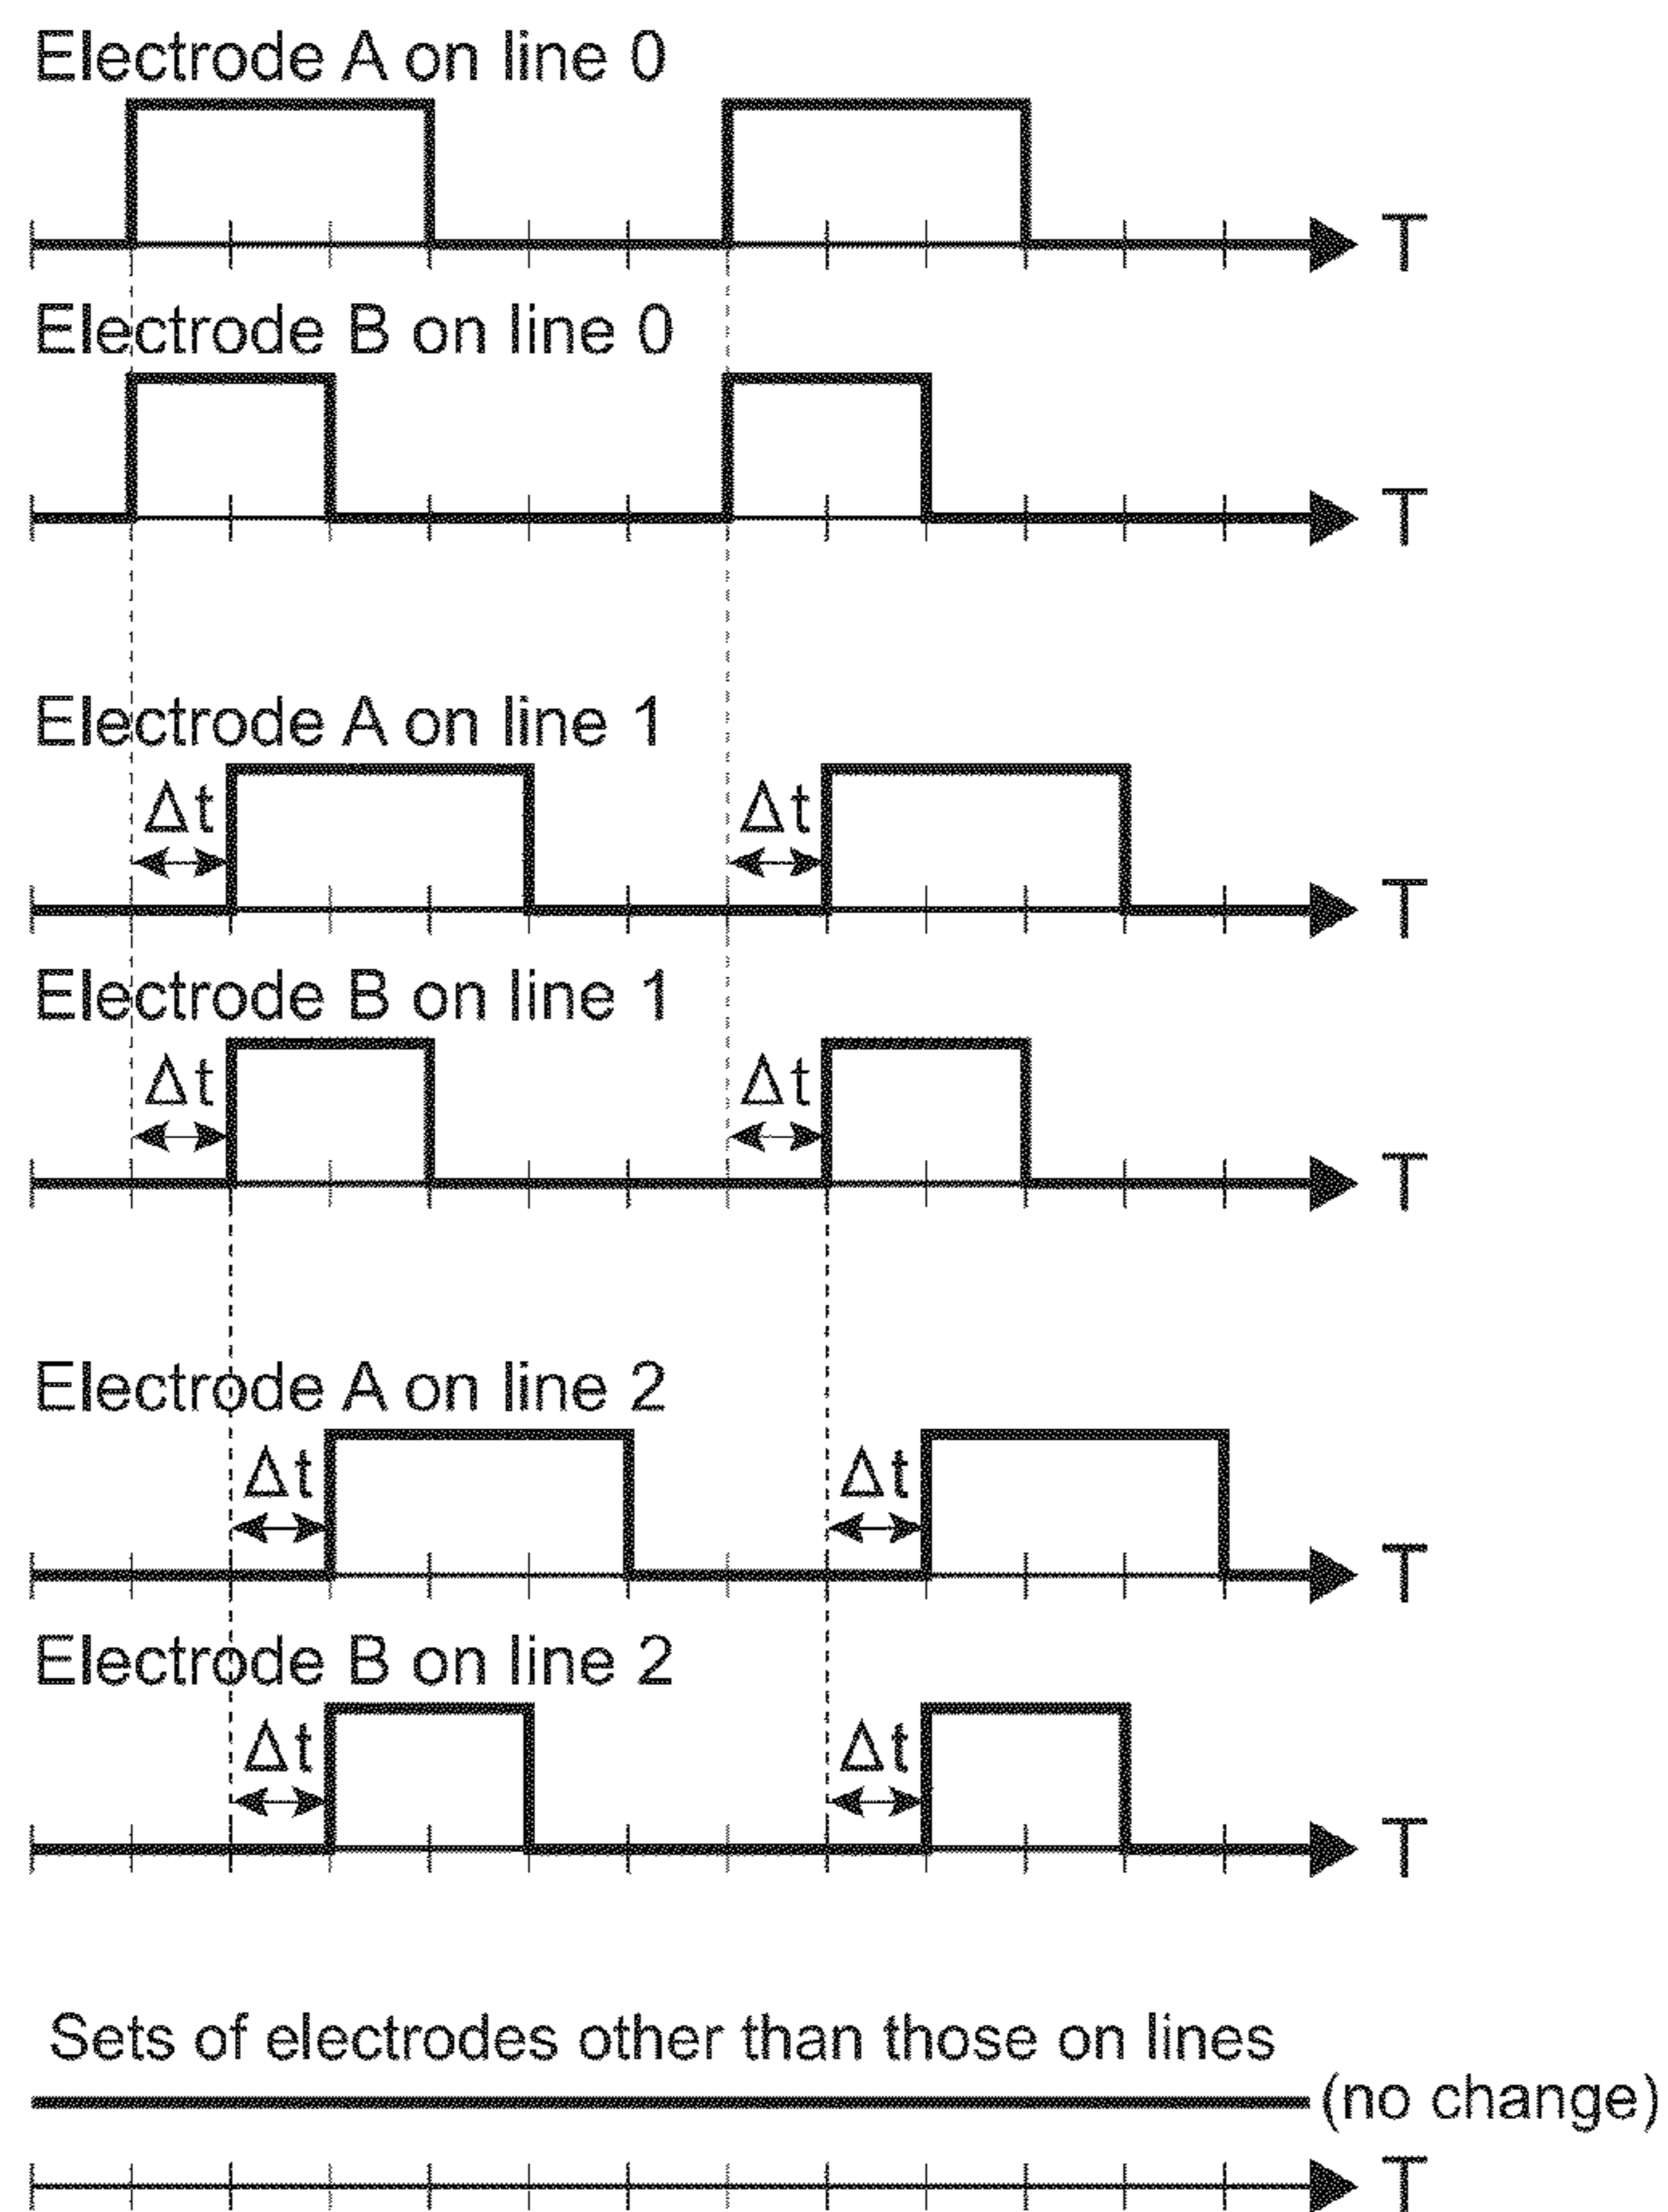 Electrode A on line 0
T
Electrode B on line 0
T
Electrode A on line 1
Δt Δt
T
Electrode B on line 1
Δt Δt
T
Electrode A on line 2
Δt Δt
T
Electrode B on line 2
Δt Δt
T
Sets of electrodes other than those on lines
(no change)
T